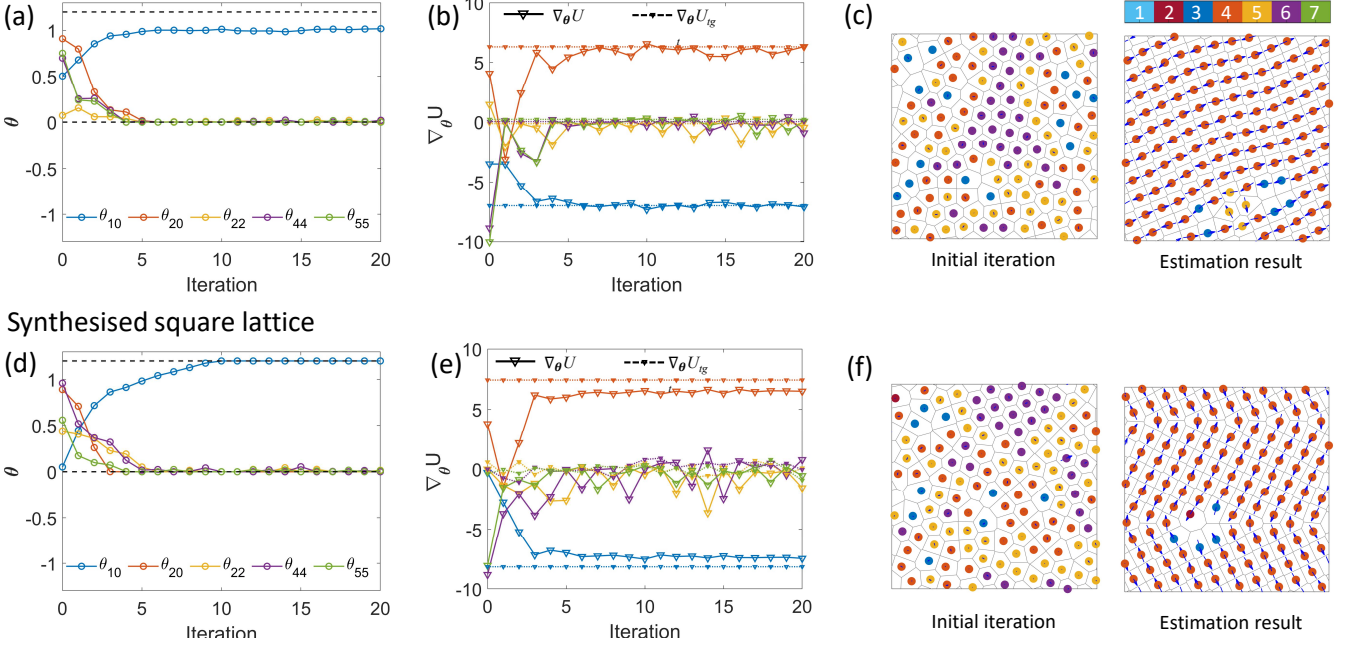 (a)
1
0.5
0
-0.5
-1
θ
θ10 θ20 θ22 θ44 θ55
0 5 10 15 20
Iteration
(b)
∇θU ∇θUtg
t
10
5
0
-5
-10
∇θU
0 5 10 15 20
Iteration
(c)
1 2 3 4 5 6 7
Initial iteration
Estimation result
Synthesised square lattice
(d)
1
0.5
0
-0.5
θ
θ10 θ20 θ22 θ44 θ55
0 5 10 15 20
Iteration
(e)
∇θU ∇θUtg
t
10
5
0
-5
-10
∇θU
0 5 10 15 20
Iteration
(f)
Initial iteration
Estimation result